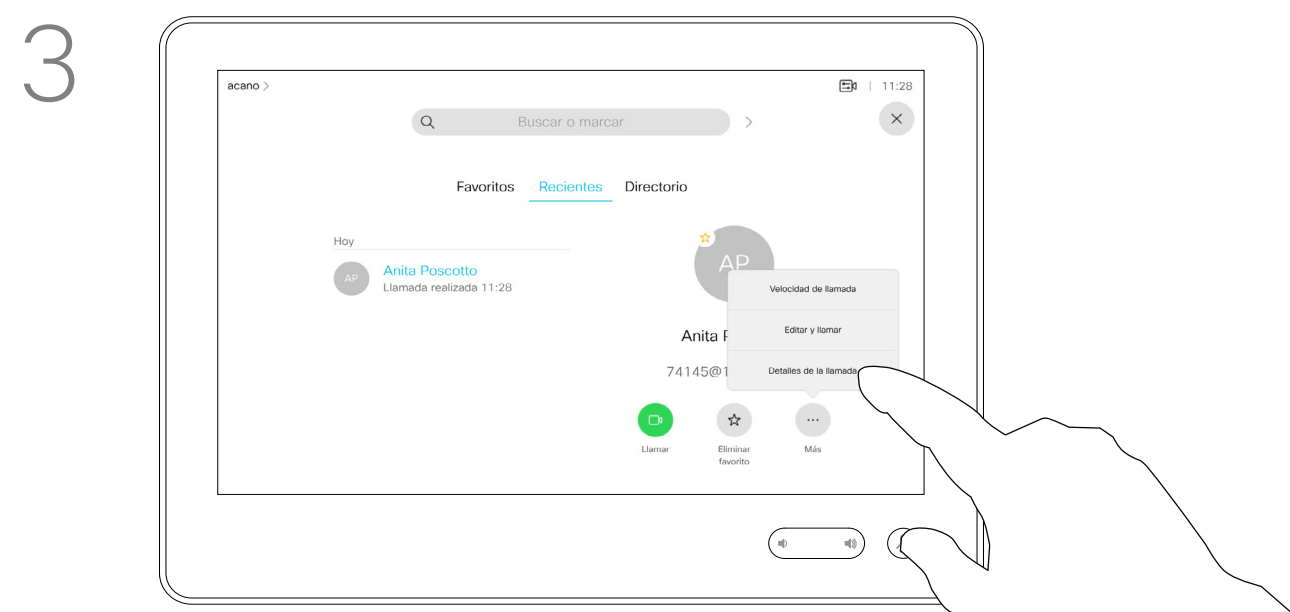 3
acano >
11:28
Buscar o marcar
Favoritos Recientes Directorio
Hoy
AP
Anita Poscotto
Llamada realizada 11:28
AP
Velocidad de llamada
Editar y llamar
Detalles de la llamada
Anita
74145@1
Llamar
Eliminar
favorito
Más